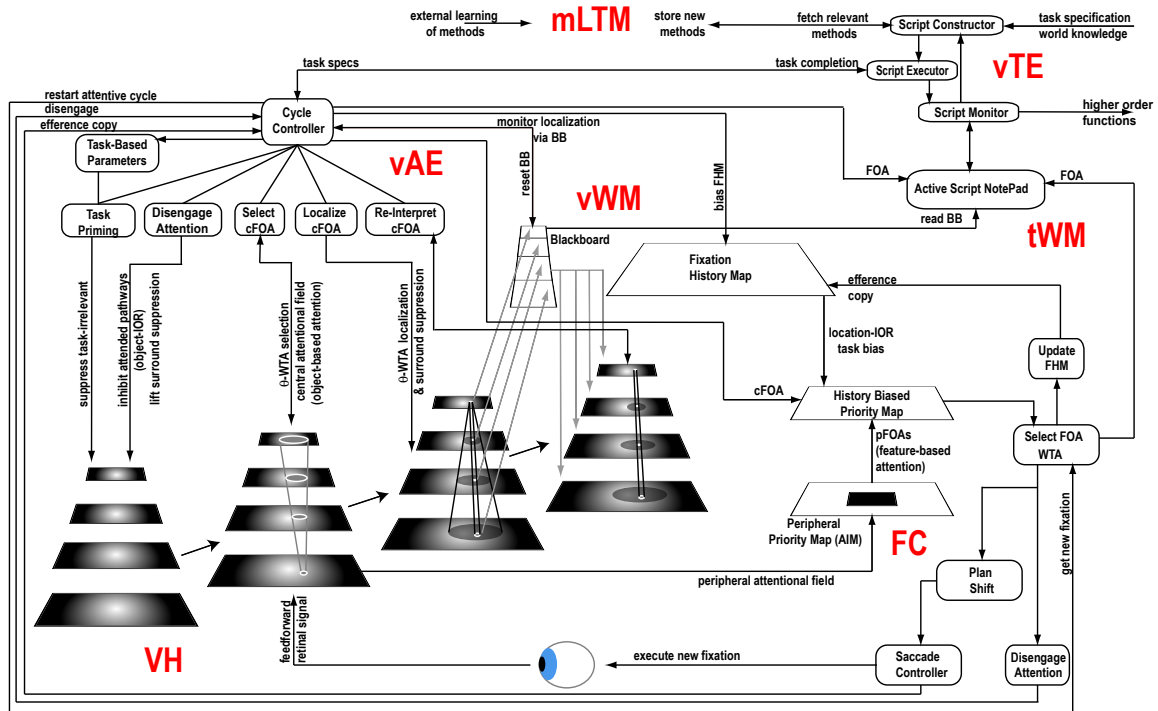 external learning
of methods
mLTM
store new
methods
fetch relevant
methods
Script Constructor
task specification
world knowledge
task specs
task completion
Script Executor
vTE
restart attentive cycle
disengage
efference copy
Cycle
Controller
monitor localization
via BB
Script Monitor
higher order
functions
Task-Based
Parameters
vAE
reset BB
vWM
bias FHM
FOA
Active Script NotePad
FOA
read BB
tWM
Task
Priming
Disengage
Attention
Select
cFOA
Localize
cFOA
Re-Interpret
cFOA
Blackboard
Fixation
History Map
efference
copy
suppress task-irrelevant
inhibit attended pathways
(object-IOR)
lift surround suppression
θ-WTA selection
central attentional field
(object-based attention)
θ-WTA localization
& surround suppression
location-IOR
task bias
Update
FHM
cFOA
History Biased
Priority Map
Select FOA
WTA
pFOAs
(feature-based
attention)
Peripheral
Priority Map (AIM)
FC
get new fixation
peripheral attentional field
Plan
Shift
VH
feedforward
retinal signal
execute new fixation
Saccade
Controller
Disengage
Attention